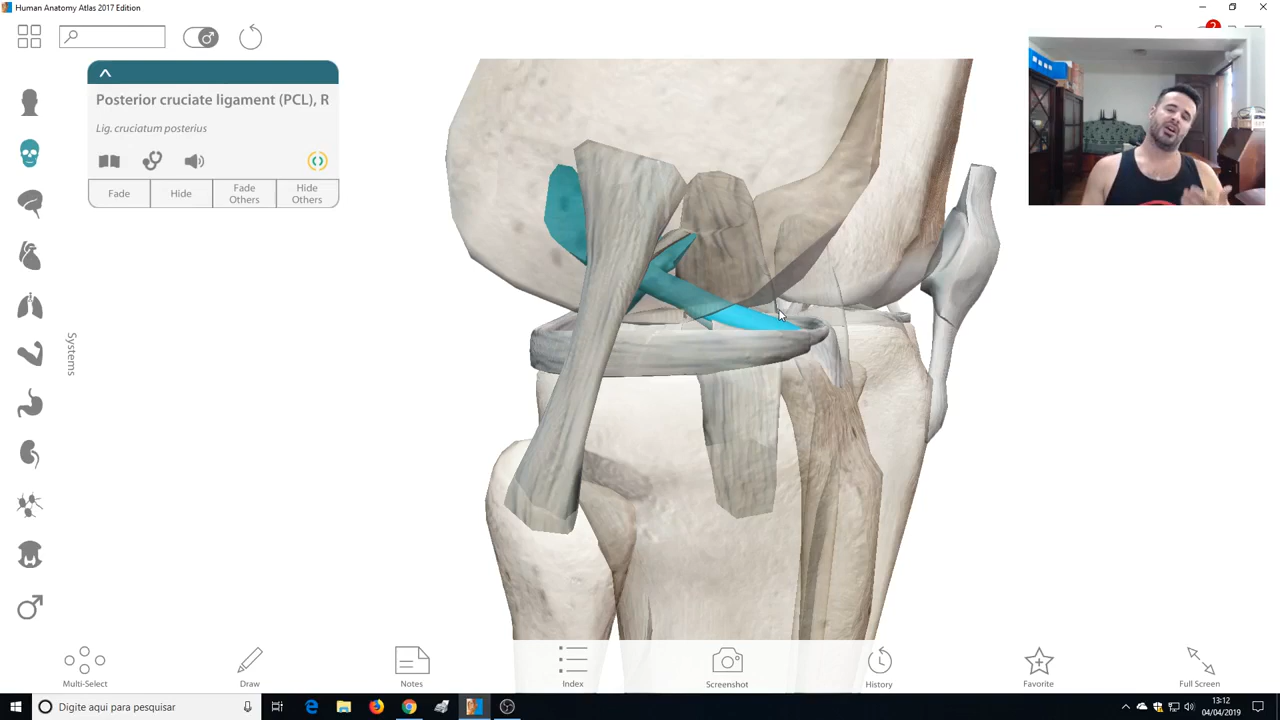 Human Anatomy Atlas 2017 Edition
2
Posterior cruciate ligament (PCL), R
Lig. cruciatum posterius
Fade
Hide
Fade
Others
Hide
Others
Systems
Multi-Select
Draw
Notes
Index
Screenshot
History
Favorite
Full Screen
Digite aqui para pesquisar
13:12
04/04/2019